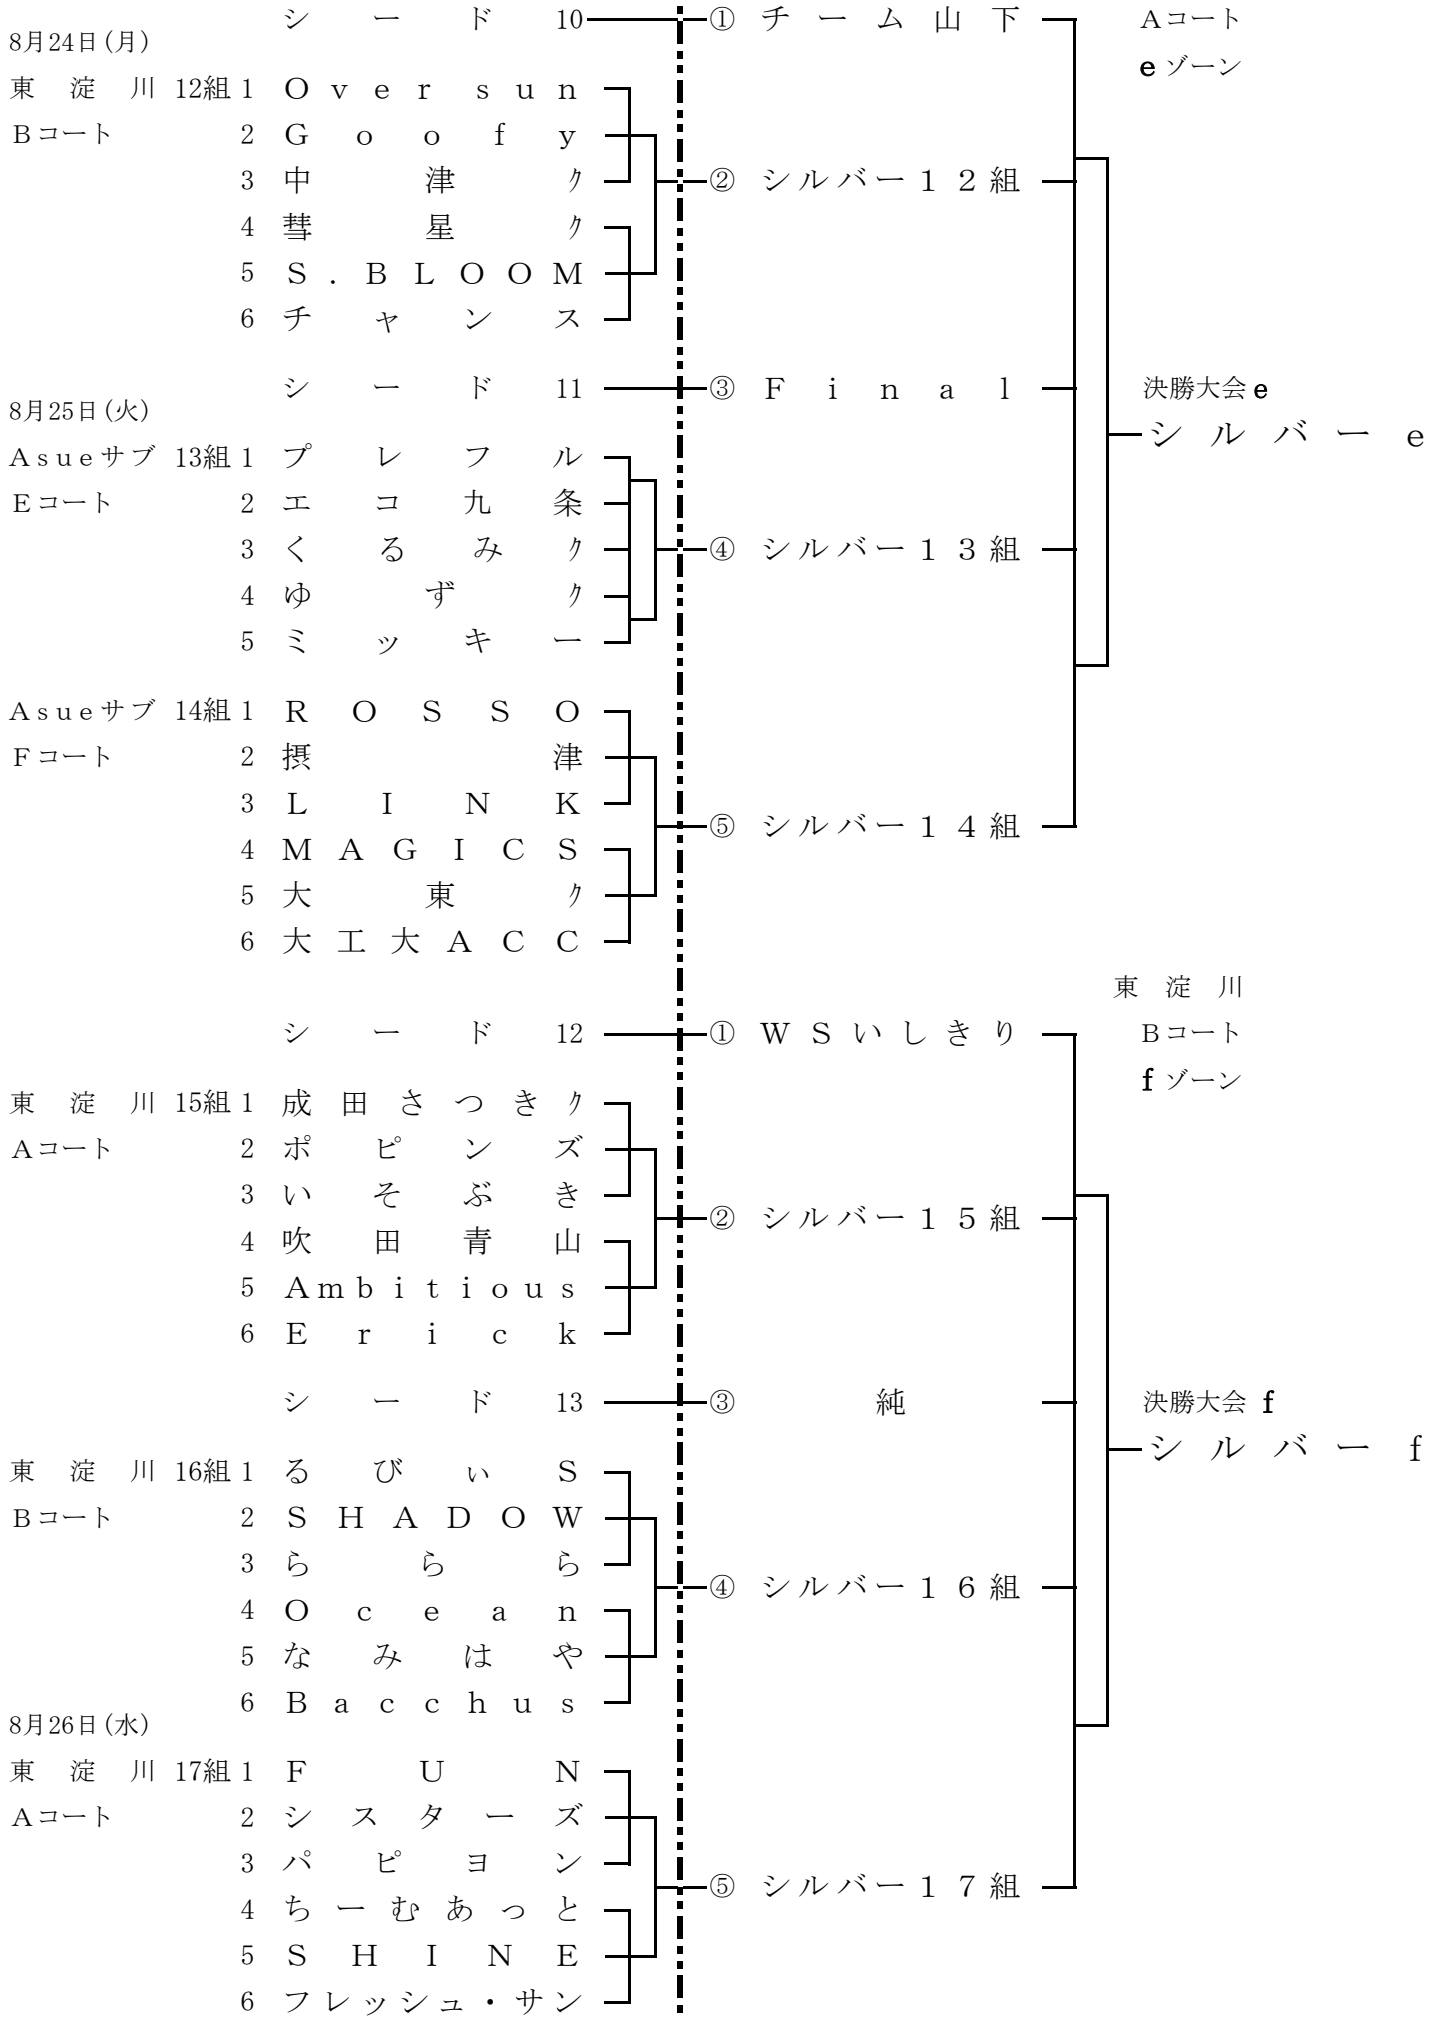 シード 10 ① チーム山下 Aコート
8月24日(月)
eゾーン
東淀川 12組 1 Over sun
Bコート 2 Goofy
3 中津ク ② シルバー12組
4 彗星ク
5 S.BLOOM
6 チャンス
シード 11 ③ Final 決勝大会e
8月25日(火)
シルバーe
Asueサブ 13組 1 プレフル
Eコート 2 エコ九条
3 くるみク ④ シルバー13組
4 ゆずク
5 ミッキー
Asueサブ 14組 1 ROSSO
Fコート 2 摂津
3 LINK
⑤ シルバー14組
4 MAGICS
5 大東ク
6 大工大ACC
東淀川
シード 12 ① WSいしきり Bコート
fゾーン
東淀川 15組 1 成田さつきク
Aコート 2 ポピンズ
3 いそぶき
② シルバー15組
4 吹田青山
5 Ambitious
6 Erick
シード 13 ③ 純 決勝大会 f
シルバーf
東淀川 16組 1 るびぃS
Bコート 2 SHADOW
3 ららら
④ シルバー16組
4 Ocean
5 なみはや
6 Bacchus
8月26日(水)
東淀川 17組 1 FUN
Aコート 2 シスターズ
3 パピヨン
⑤ シルバー17組
4 ちーむあっと
5 SHINE
6 フレッシュ・サン